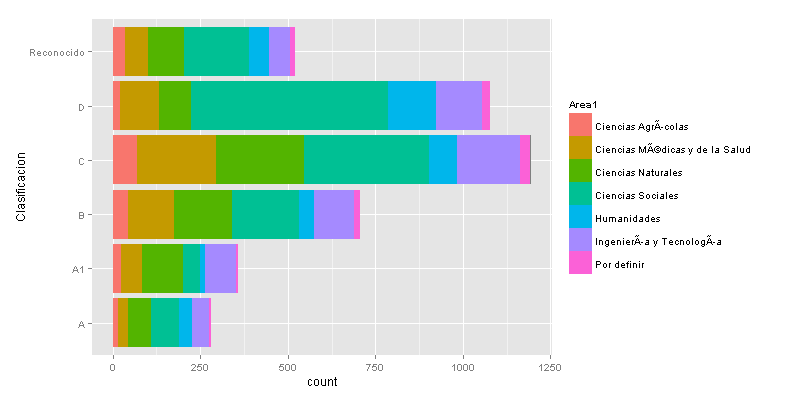 Clasificacion
Reconocido
D
C
B
A1
A
0
250
500
750
1000
1250
count
Area1
Ciencias AgrÃ-colas
Ciencias MÃ©dicas y de la Salud
Ciencias Naturales
Ciencias Sociales
Humanidades
IngenierÃ-a y TecnologÃ-a
Por definir